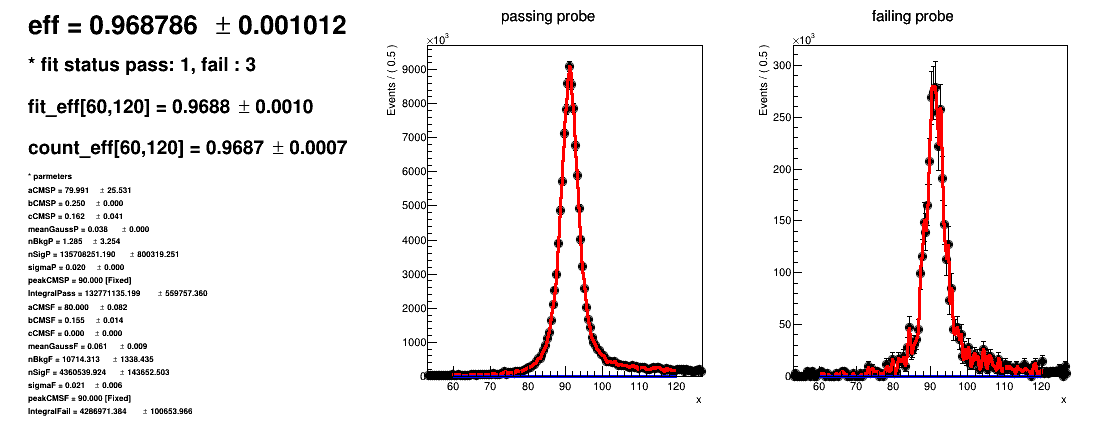 eff = 0.968786 ± 0.001012
* fit status pass: 1, fail : 3
fit_eff[60,120] = 0.9688 ± 0.0010
count_eff[60,120] = 0.9687 ± 0.0007
* parmeters
aCMSP = 79.991 ± 25.531
bCMSP = 0.250 ± 0.000
cCMSP = 0.162 ± 0.041
meanGaussP = 0.038 ± 0.000
nBkgP = 1.285 ± 3.254
nSigP = 135708251.190 ± 800319.251
sigmaP = 0.020 ± 0.000
peakCMSP = 90.000 [Fixed]
IntegralPass = 132771135.199 ± 559757.360
aCMSF = 80.000 ± 0.082
bCMSF = 0.155 ± 0.014
cCMSF = 0.000 ± 0.000
meanGaussF = 0.061 ± 0.009
nBkgF = 10714.313 ± 1338.435
nSigF = 4360539.924 ± 143652.503
sigmaF = 0.021 ± 0.006
peakCMSF = 90.000 [Fixed]
IntegralFail = 4286971.384 ± 100653.966
passing probe
×10³
Events / ( 0.5 )
9000
8000
7000
6000
5000
4000
3000
2000
1000
0
60 70 80 90 100 110 120
x
failing probe
×10³
Events / ( 0.5 )
300
250
200
150
100
50
0
60 70 80 90 100 110 120
x